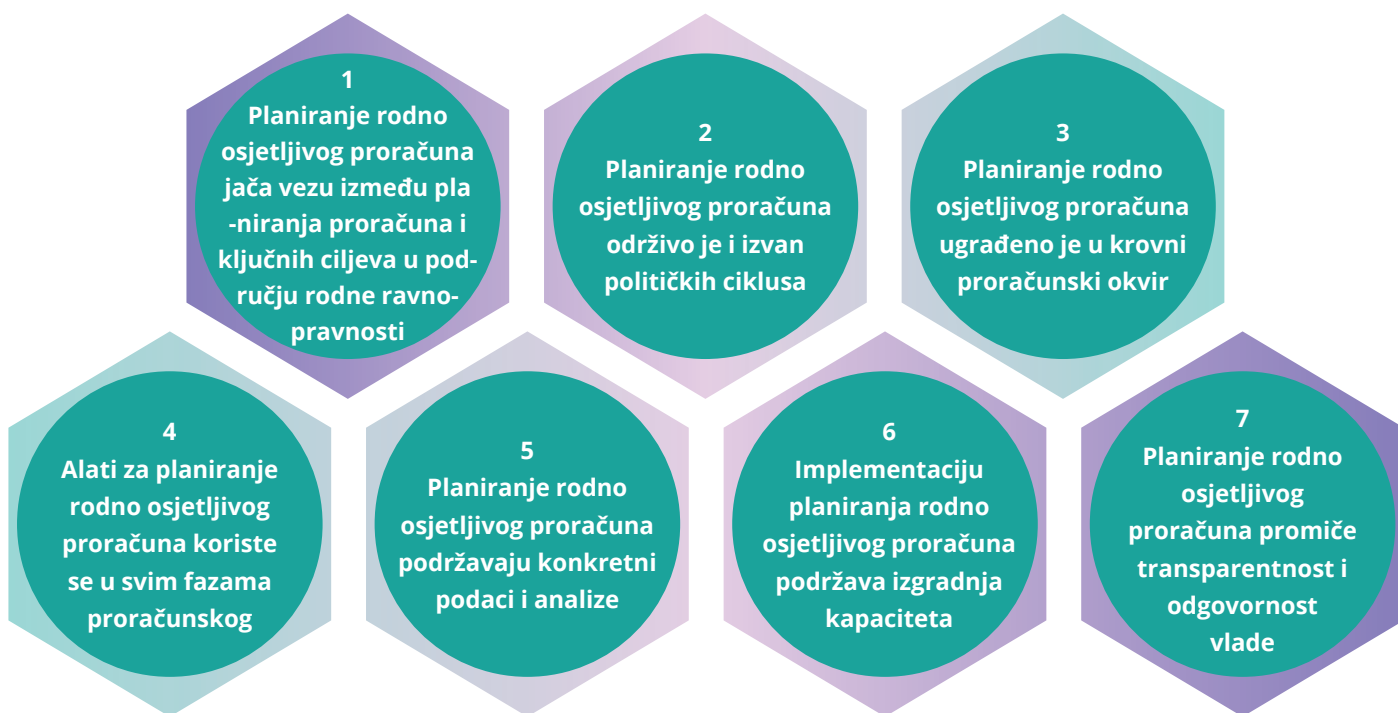 1
Planiranje rodno
osjetljivog proračuna
jača vezu između pla
-niranja proračuna i
ključnih ciljeva u pod-
ručju rodne ravno-
pravnosti
2
Planiranje rodno
osjetljivog proračuna
održivo je i izvan
političkih ciklusa
3
Planiranje rodno
osjetljivog proračuna
ugrađeno je u krovni
proračunski okvir
4
Alati za planiranje
rodno osjetljivog
proračuna koriste
se u svim fazama
proračunskog
5
Planiranje rodno
osjetljivog proračuna
podržavaju konkretni
podaci i analize
6
Implementaciju
planiranja rodno
osjetljivog proračuna
podržava izgradnja
kapaciteta
7
Planiranje rodno
osjetljivog
proračuna promiče
transparentnost i
odgovornost
vlade